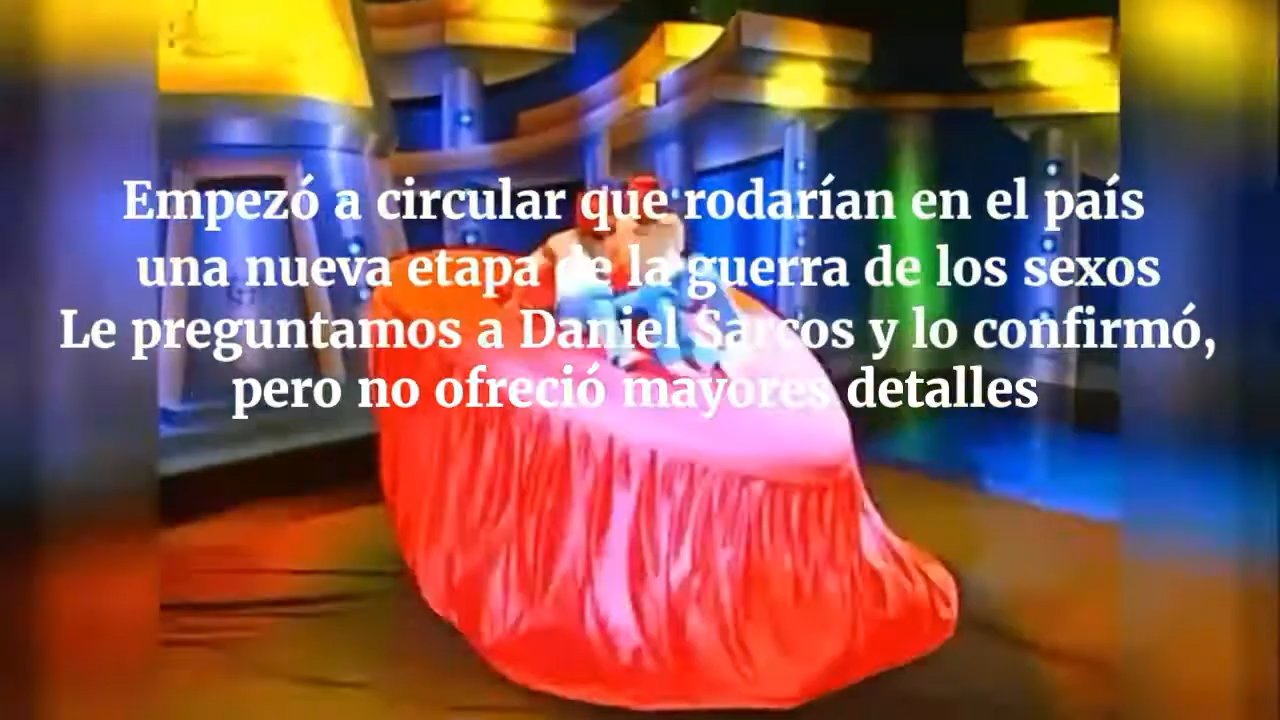 Empezó a circular que rodarían en el país
una nueva etapa de la guerra de los sexos
Le preguntamos a Daniel Sarcos y lo confirmó,
pero no ofreció mayores detalles